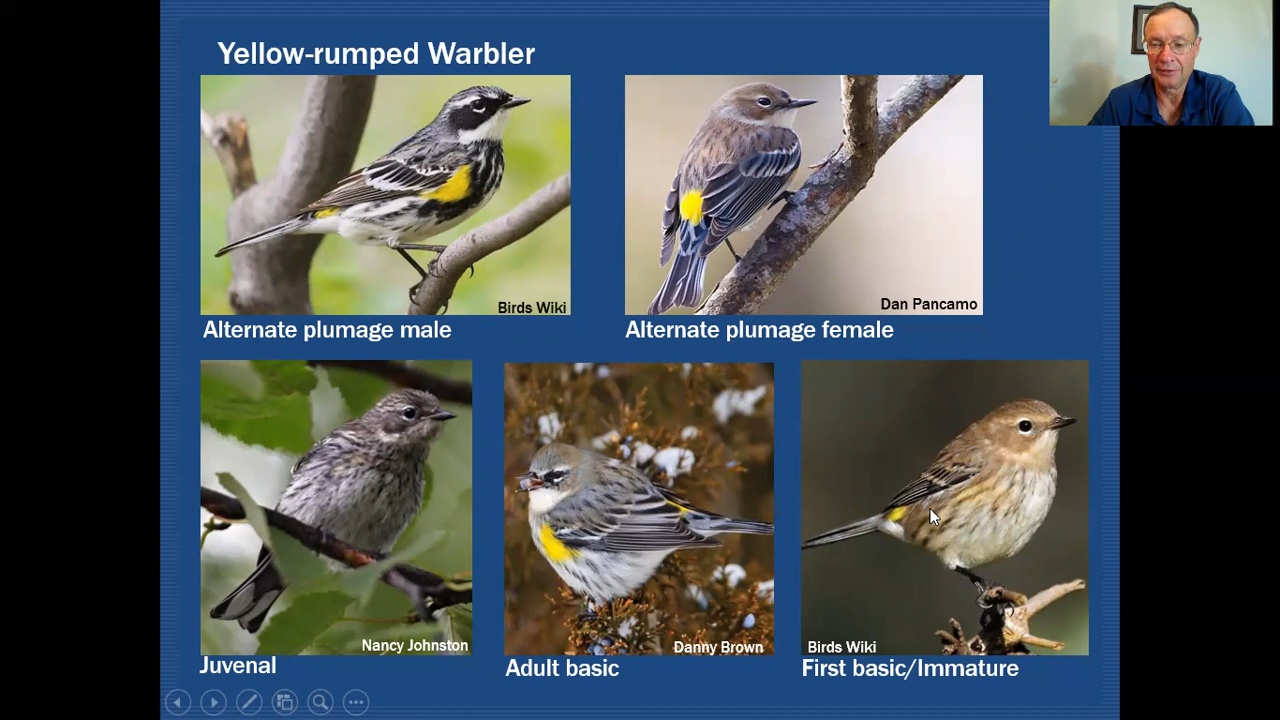 Yellow-rumped Warbler
Birds Wiki
Dan Pancamo
Alternate plumage male
Alternate plumage female
Nancy Johnston
Danny Brown
Birds Wiki
Juvenal
Adult basic
First basic/Immature